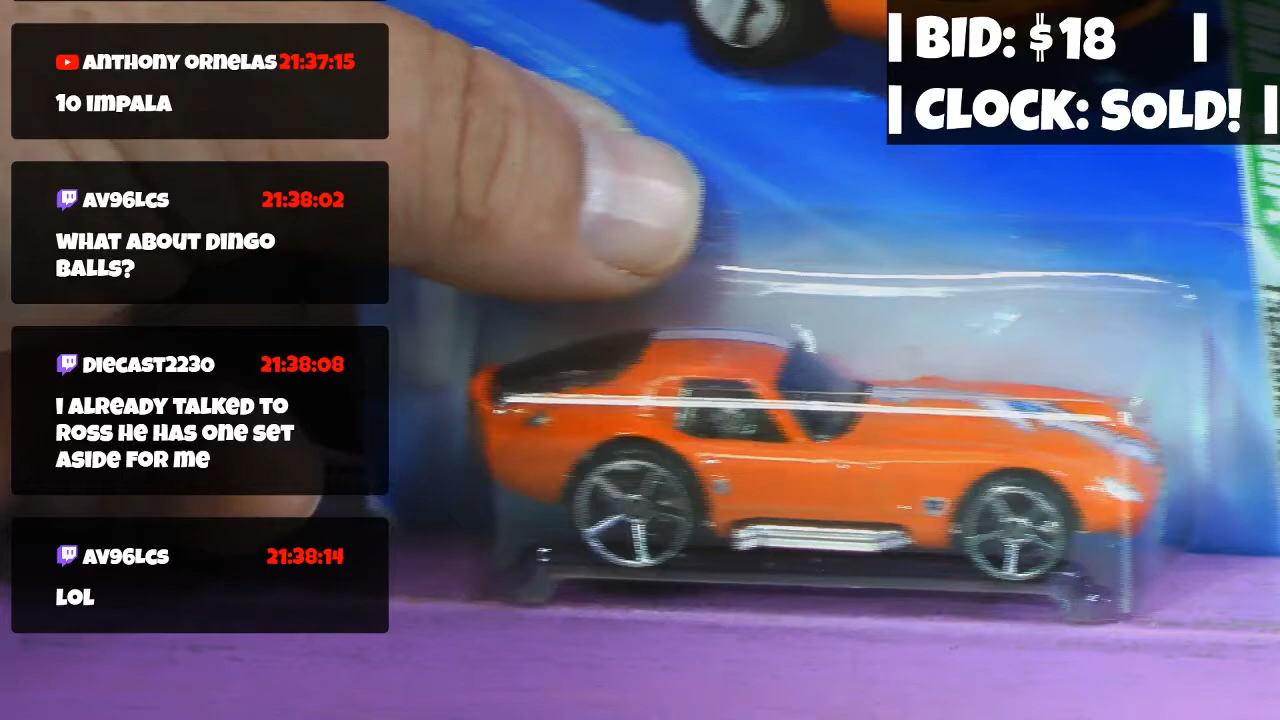 Anthony Ornelas 21:37:15
10 impala
AV96LCS 21:38:02
WHAT ABOUT DINGO
BALLS?
Diecast2230 21:38:08
I already talked to
Ross he has one set
aside for me
AV96LCS 21:38:14
LOL
| BID: $18 |
| CLOCK: SOLD! |